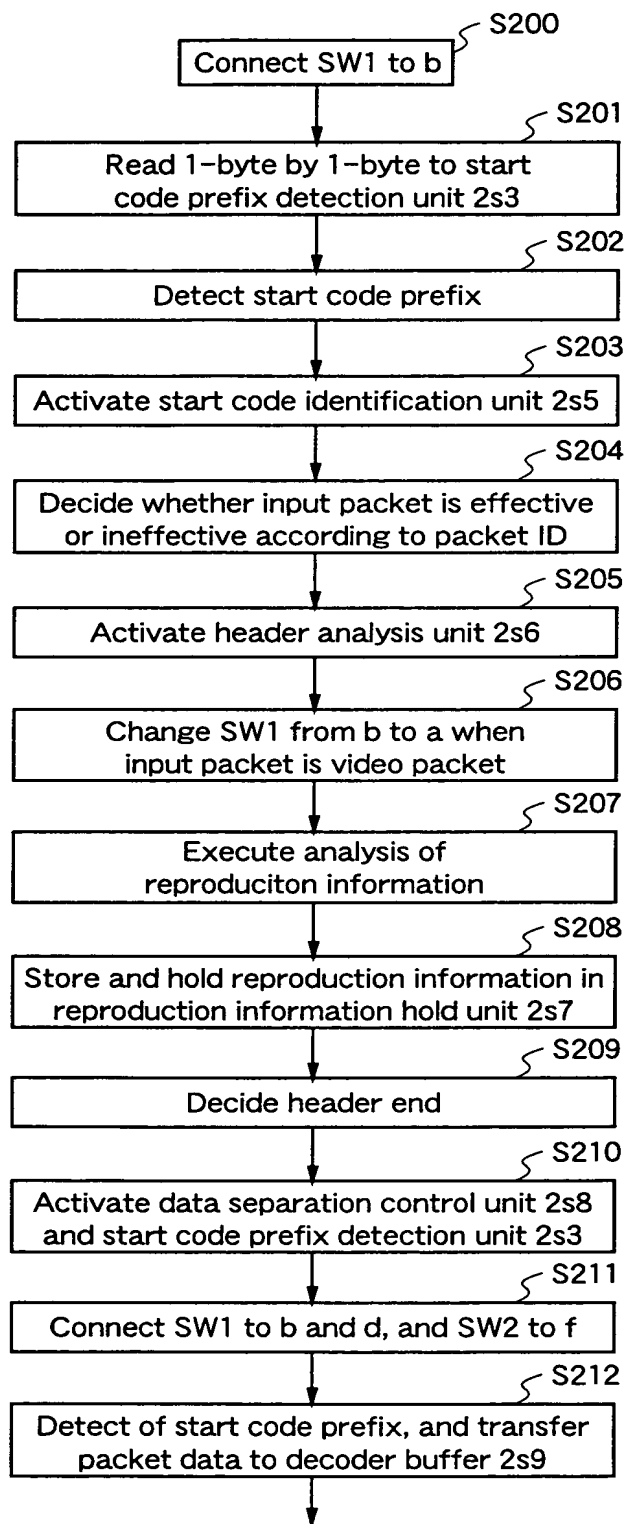 S200
Connect SW1 to b
S201
Read 1-byte by 1-byte to start
code prefix detection unit 2s3
S202
Detect start code prefix
S203
Activate start code identification unit 2s5
S204
Decide whether input packet is effective
or ineffective according to packet ID
S205
Activate header analysis unit 2s6
S206
Change SW1 from b to a when
input packet is video packet
S207
Execute analysis of
reproduciton information
S208
Store and hold reproduction information in
reproduction information hold unit 2s7
S209
Decide header end
S210
Activate data separation control unit 2s8
and start code prefix detection unit 2s3
S211
Connect SW1 to b and d, and SW2 to f
S212
Detect of start code prefix, and transfer
packet data to decoder buffer 2s9